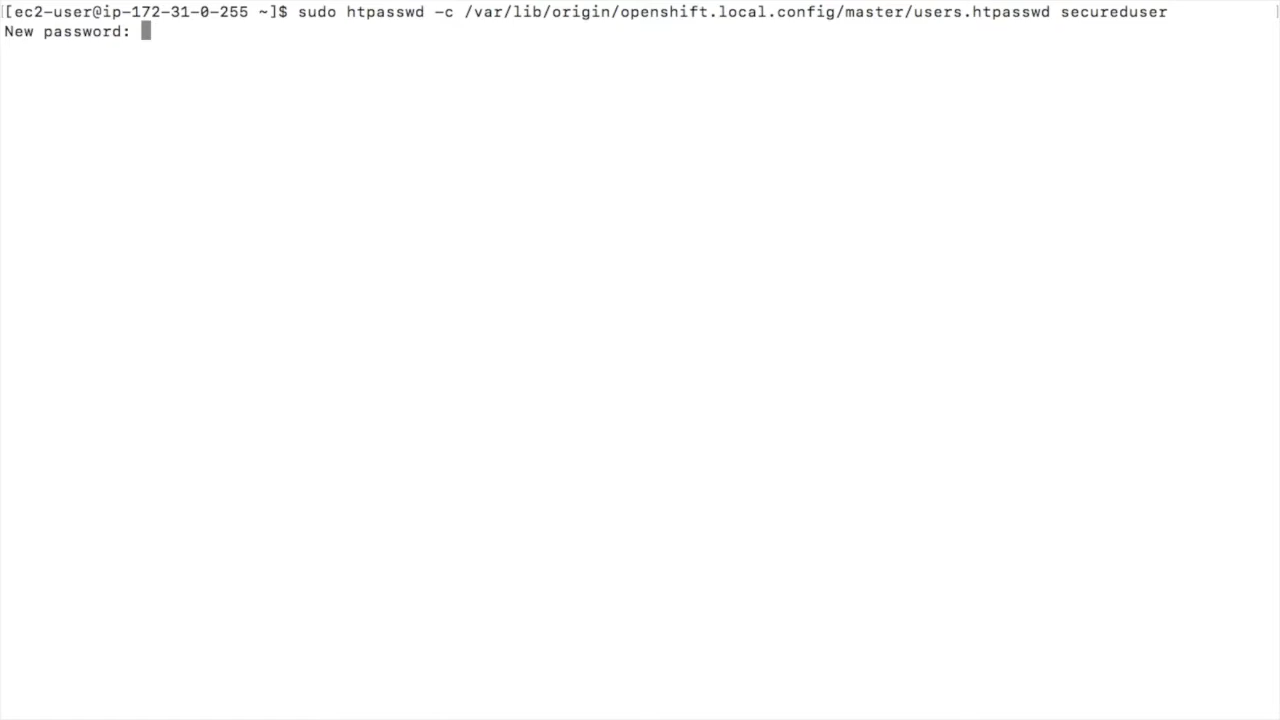 [[ec2-user@ip-172-31-0-255 ~]$ sudo htpasswd -c /var/lib/origin/openshift.local.config/master/users.htpasswd secureduser ]
New password: